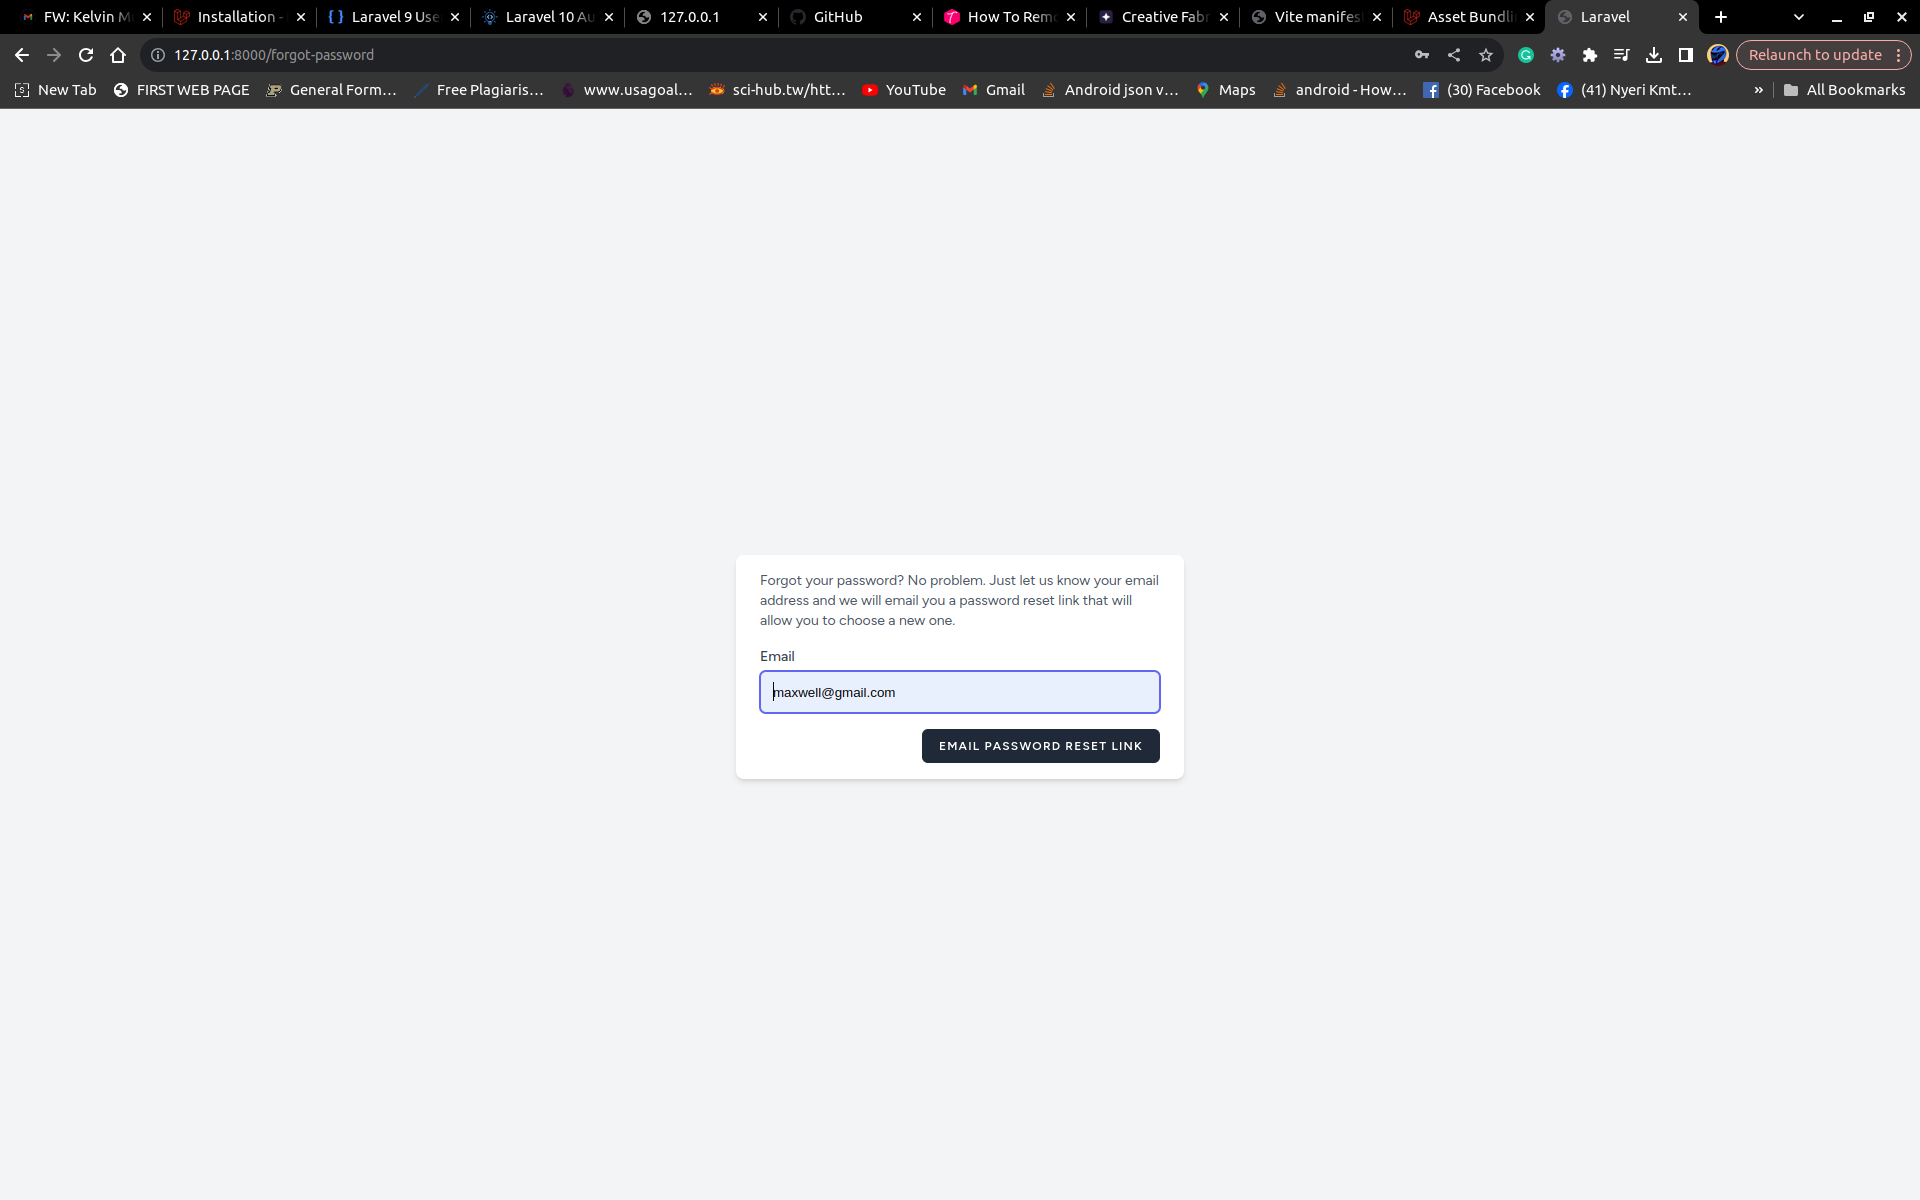 FW: Kelvin M
Installation -
Laravel 9 Use
Laravel 10 Au
127.0.0.1
GitHub
How To Remo
Creative Fabr
Vite manifest
Asset Bundli
Laravel
127.0.0.1:8000/forgot-password
Relaunch to update
New Tab
FIRST WEB PAGE
General Form...
Free Plagiaris...
www.usagoal...
sci-hub.tw/htt...
YouTube
Gmail
Android json v...
Maps
android - How...
(30) Facebook
(41) Nyeri Kmt...
»
All Bookmarks
Forgot your password? No problem. Just let us know your email
address and we will email you a password reset link that will
allow you to choose a new one.
Email
maxwell@gmail.com
EMAIL PASSWORD RESET LINK